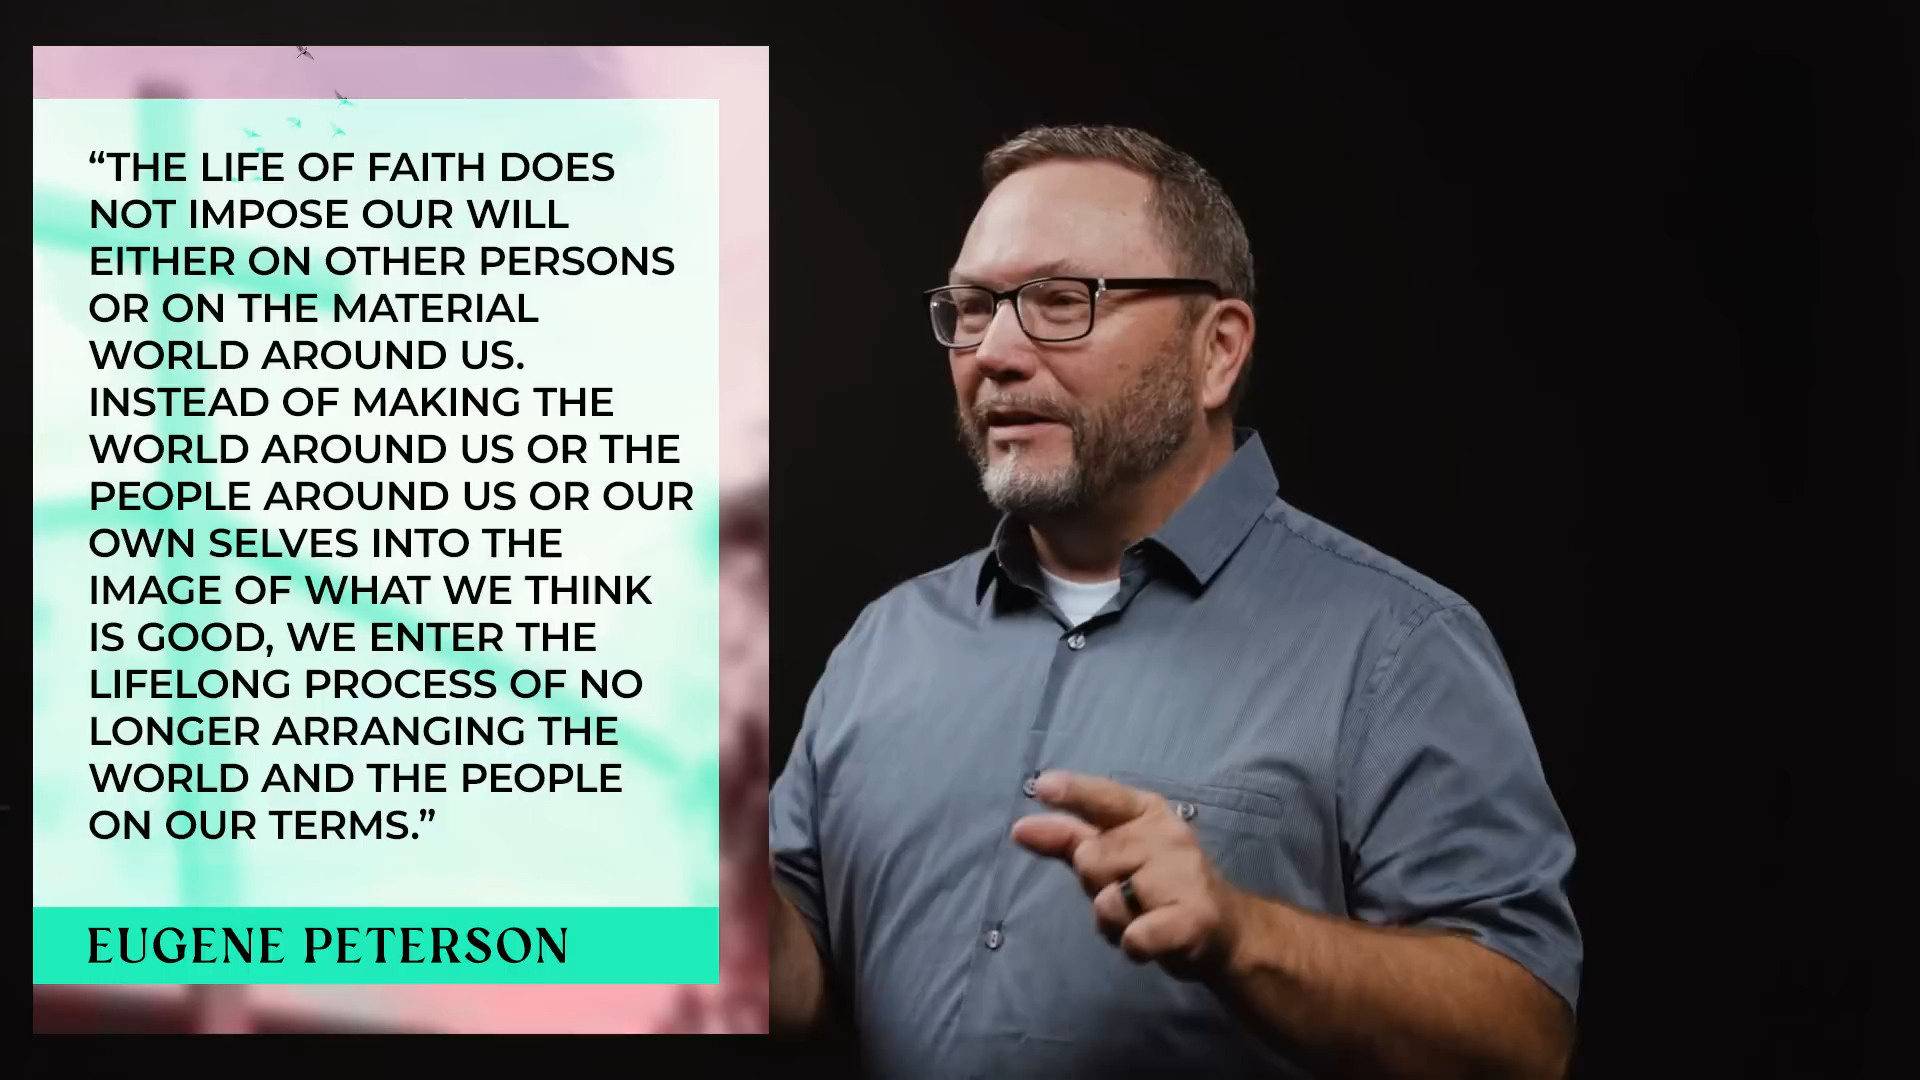 “THE LIFE OF FAITH DOES
NOT IMPOSE OUR WILL
EITHER ON OTHER PERSONS
OR ON THE MATERIAL
WORLD AROUND US.
INSTEAD OF MAKING THE
WORLD AROUND US OR THE
PEOPLE AROUND US OR OUR
OWN SELVES INTO THE
IMAGE OF WHAT WE THINK
IS GOOD, WE ENTER THE
LIFELONG PROCESS OF NO
LONGER ARRANGING THE
WORLD AND THE PEOPLE
ON OUR TERMS.”
EUGENE PETERSON